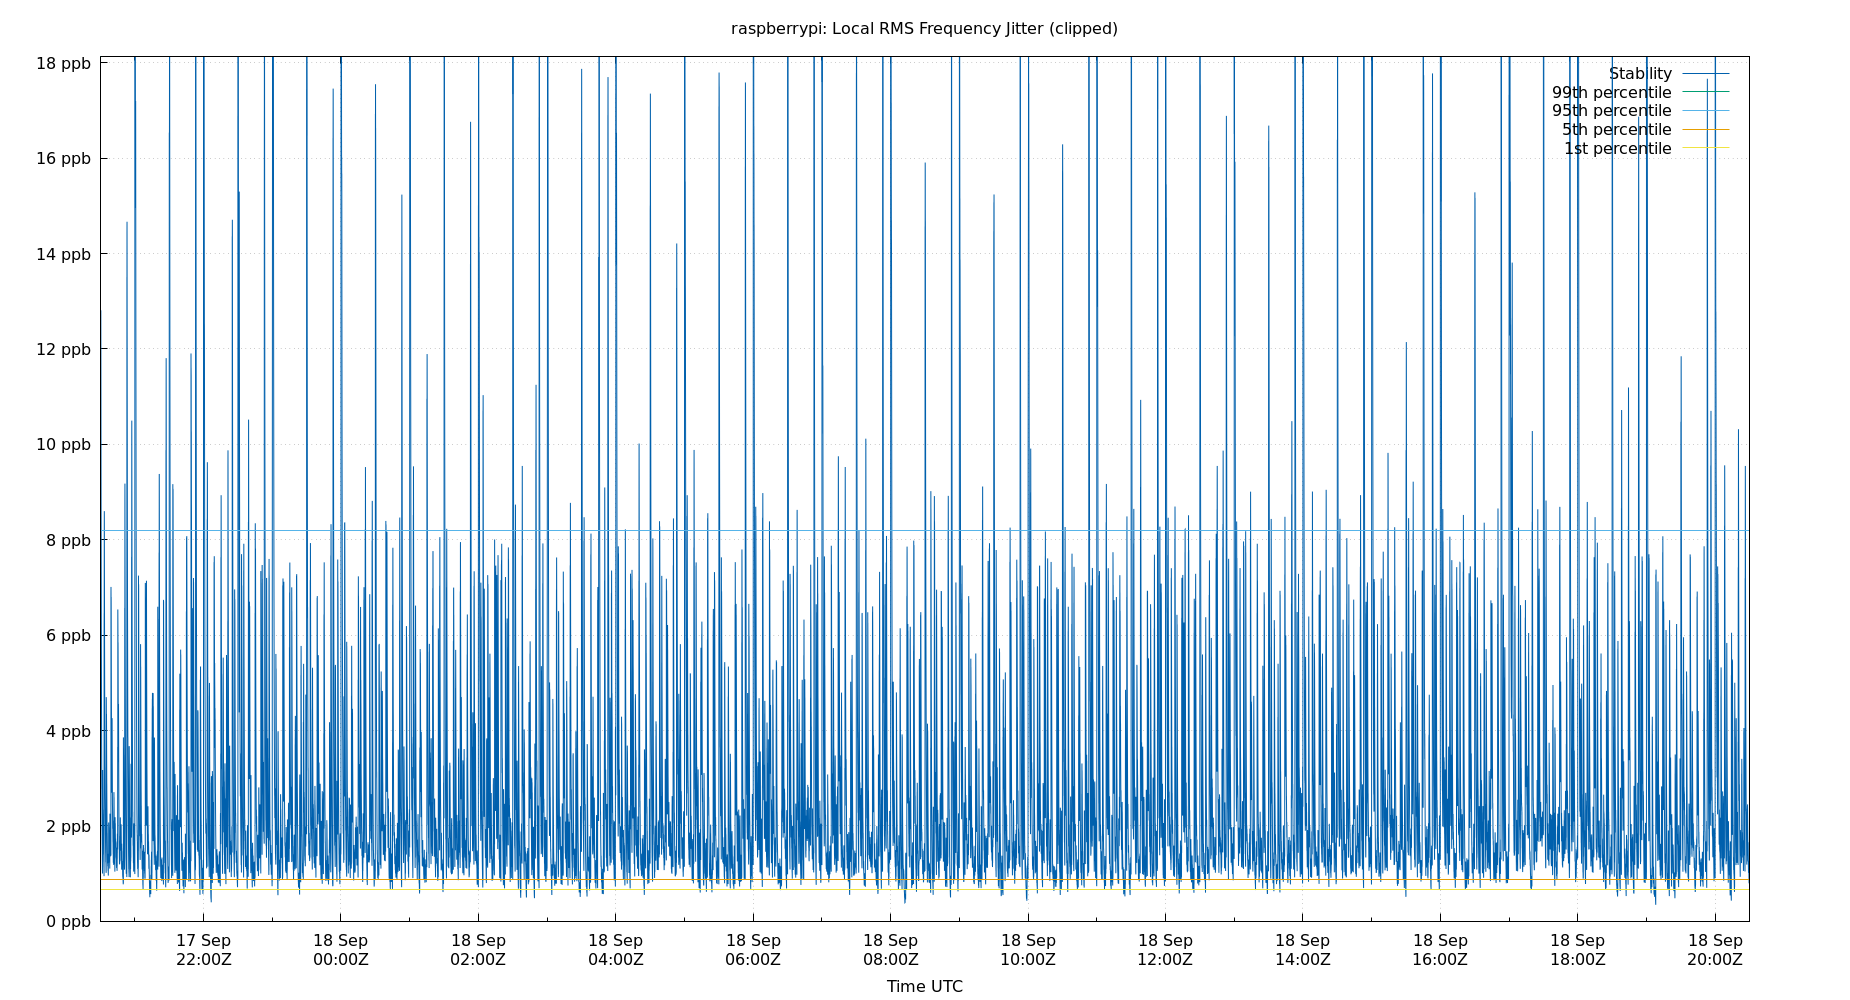 raspberrypi: Local RMS Frequency Jitter (clipped)
18 ppb
16 ppb
14 ppb
12 ppb
10 ppb
8 ppb
6 ppb
4 ppb
2 ppb
0 ppb
Stability
99th percentile
95th percentile
5th percentile
1st percentile
17 Sep 18 Sep 18 Sep 18 Sep 18 Sep 18 Sep 18 Sep 18 Sep 18 Sep 18 Sep 18 Sep 18 Sep
22:00Z 00:00Z 02:00Z 04:00Z 06:00Z 08:00Z 10:00Z 12:00Z 14:00Z 16:00Z 18:00Z 20:00Z
Time UTC